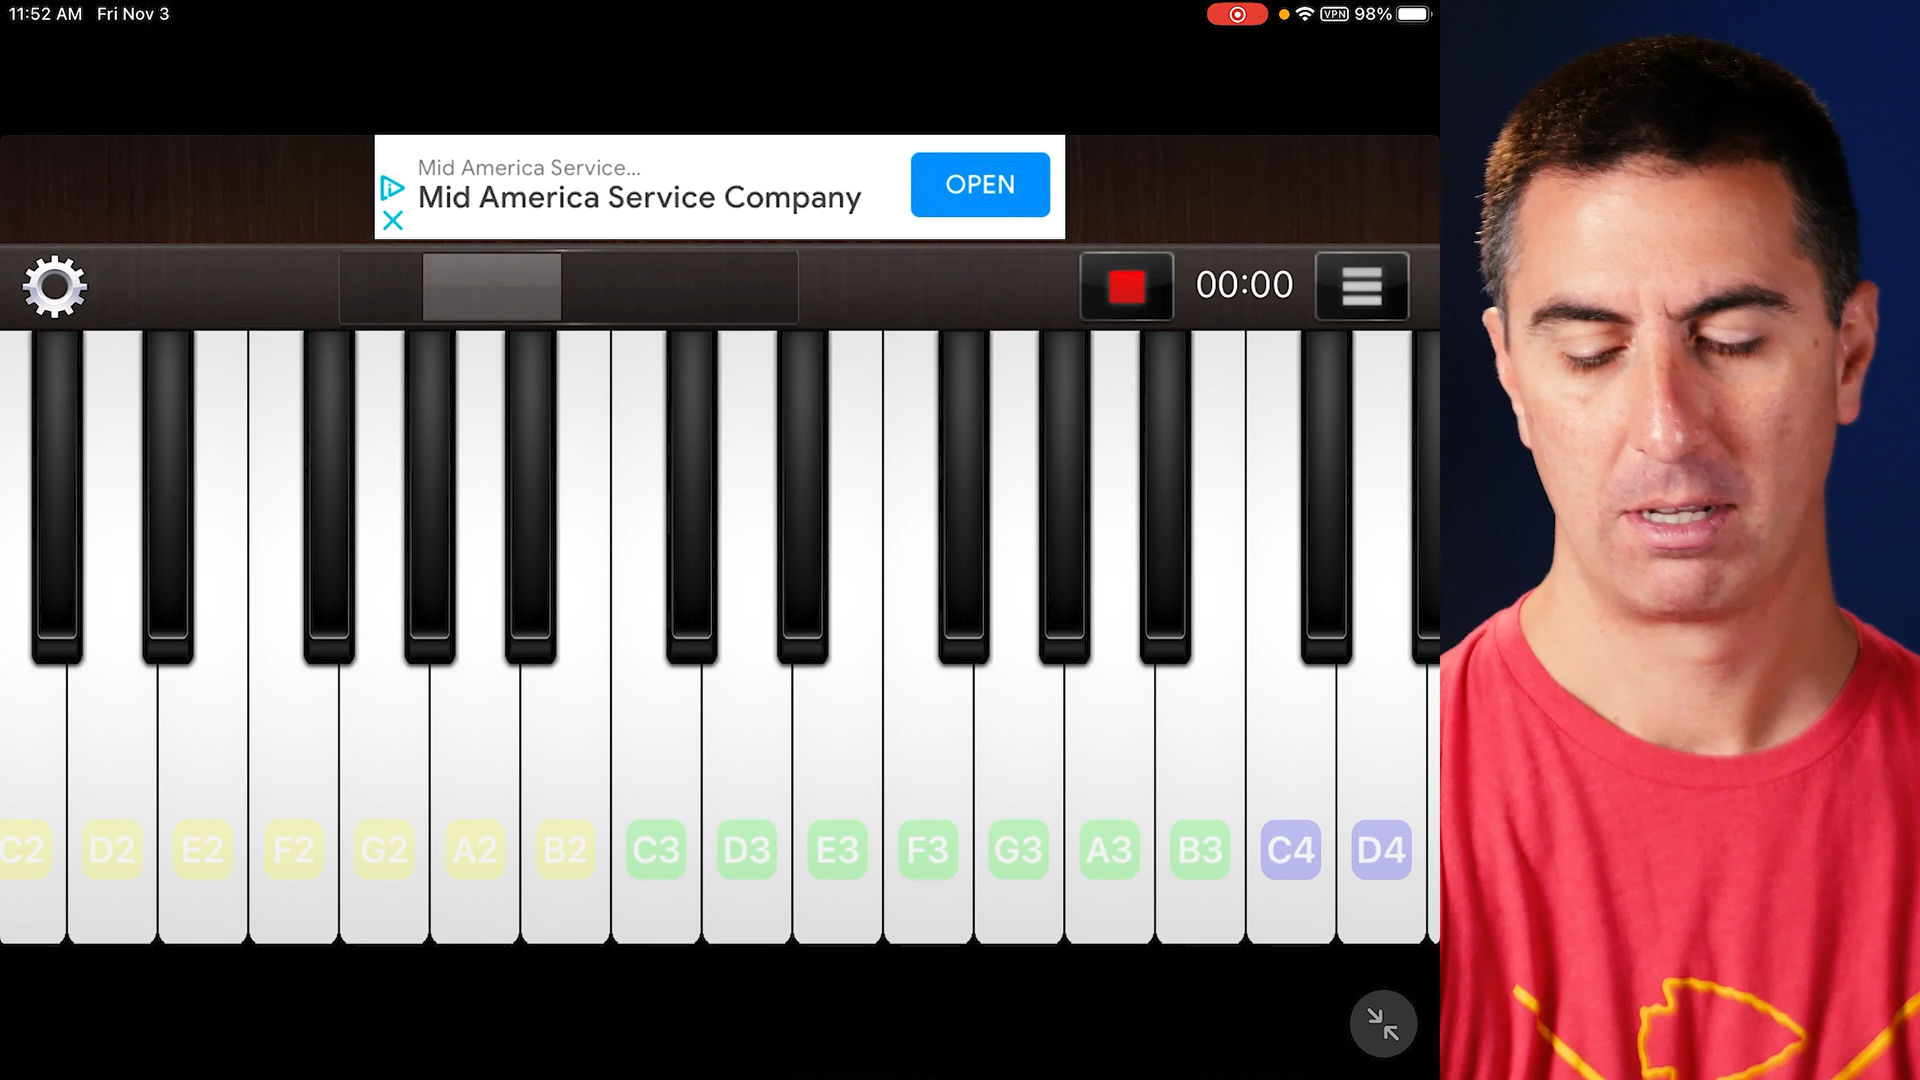 11:52 AM Fri Nov 3
VPN 98%
Mid America Service...
Mid America Service Company
OPEN
00:00
C2 D2 E2 F2 G2 A2 B2 C3 D3 E3 F3 G3 A3 B3 C4 D4